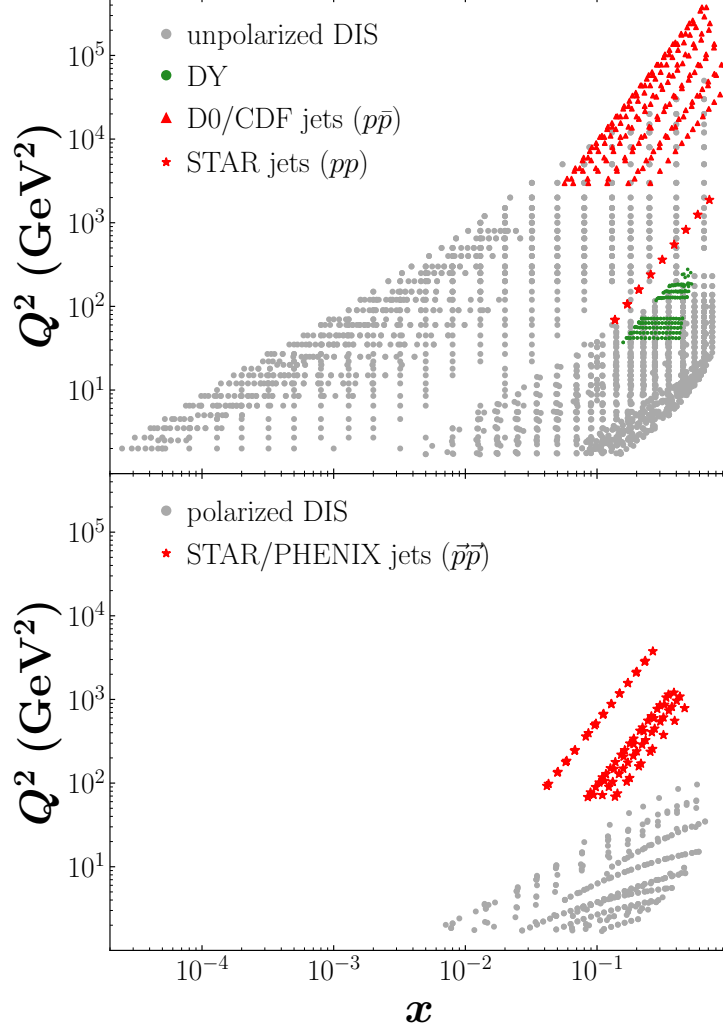 10⁵
10⁴
10³
10²
10¹
Q² (GeV²)
unpolarized DIS
DY
D0/CDF jets (pp̄)
STAR jets (pp)
10⁵
10⁴
10³
10²
10¹
Q² (GeV²)
polarized DIS
STAR/PHENIX jets (p⃗p⃗)
10⁻⁴ 10⁻³ 10⁻² 10⁻¹
x